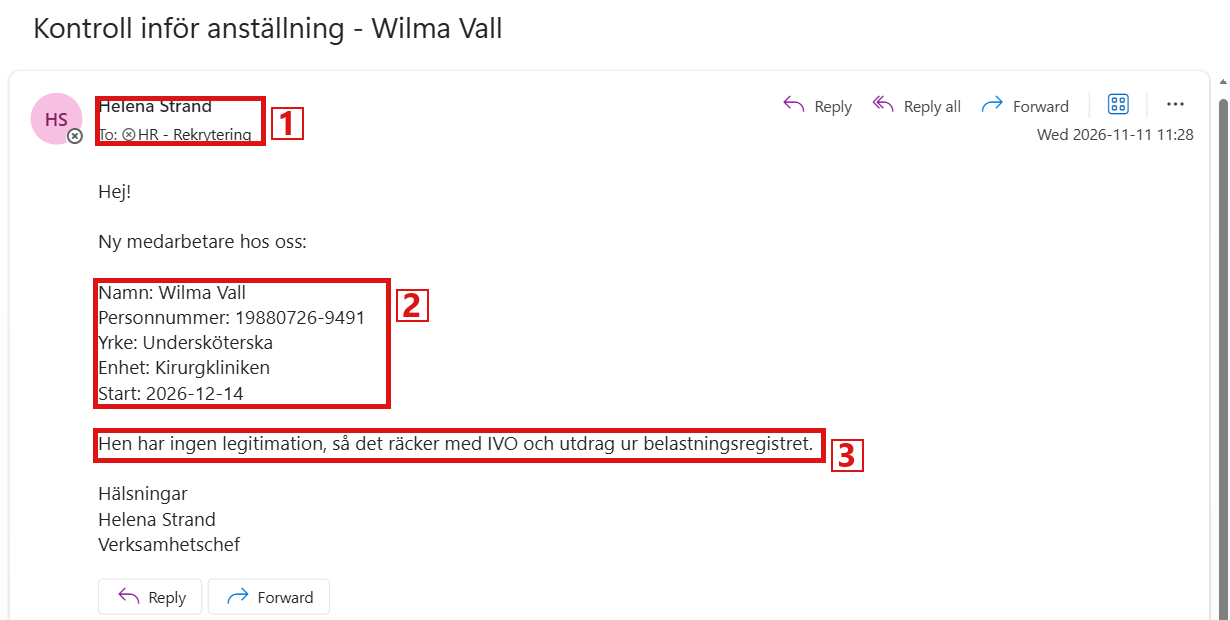 Kontroll inför anställning - Wilma Vall
HS
Helena Strand
1
To: HR - Rekrytering
Reply
Reply all
Forward
Wed 2026-11-11 11:28
Hej!
Ny medarbetare hos oss:
Namn: Wilma Vall
2
Personnummer: 19880726-9491
Yrke: Undersköterska
Enhet: Kirurgkliniken
Start: 2026-12-14
Hen har ingen legitimation, så det räcker med IVO och utdrag ur belastningsregistret.
3
Hälsningar
Helena Strand
Verksamhetschef
Reply
Forward